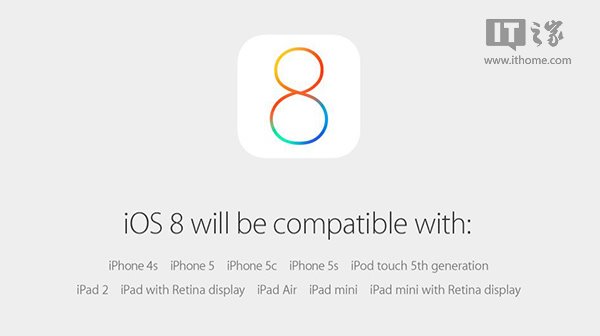 IT之家
www.ithome.com
8
iOS 8 will be compatible with:
iPhone 4s iPhone 5 iPhone 5c iPhone 5s iPod touch 5th generation
iPad 2 iPad with Retina display iPad Air iPad mini iPad mini with Retina display